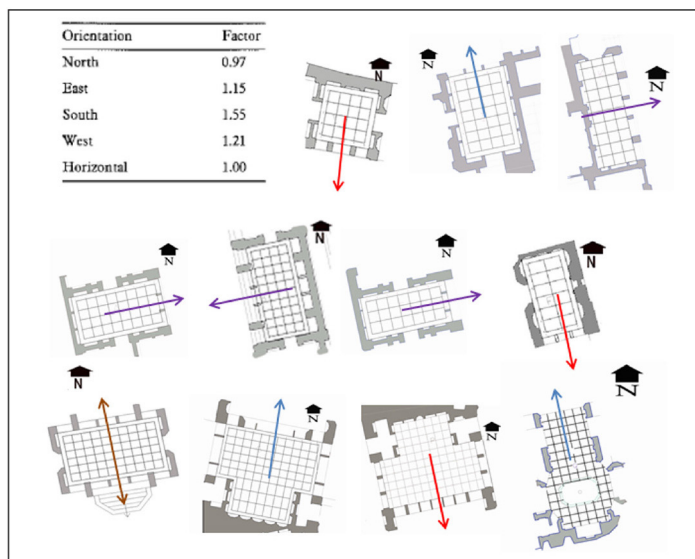 Orientation Factor
North 0.97
East 1.15
South 1.55
West 1.21
Horizontal 1.00
N
N
N
N
N
N
N
N
N
N
N